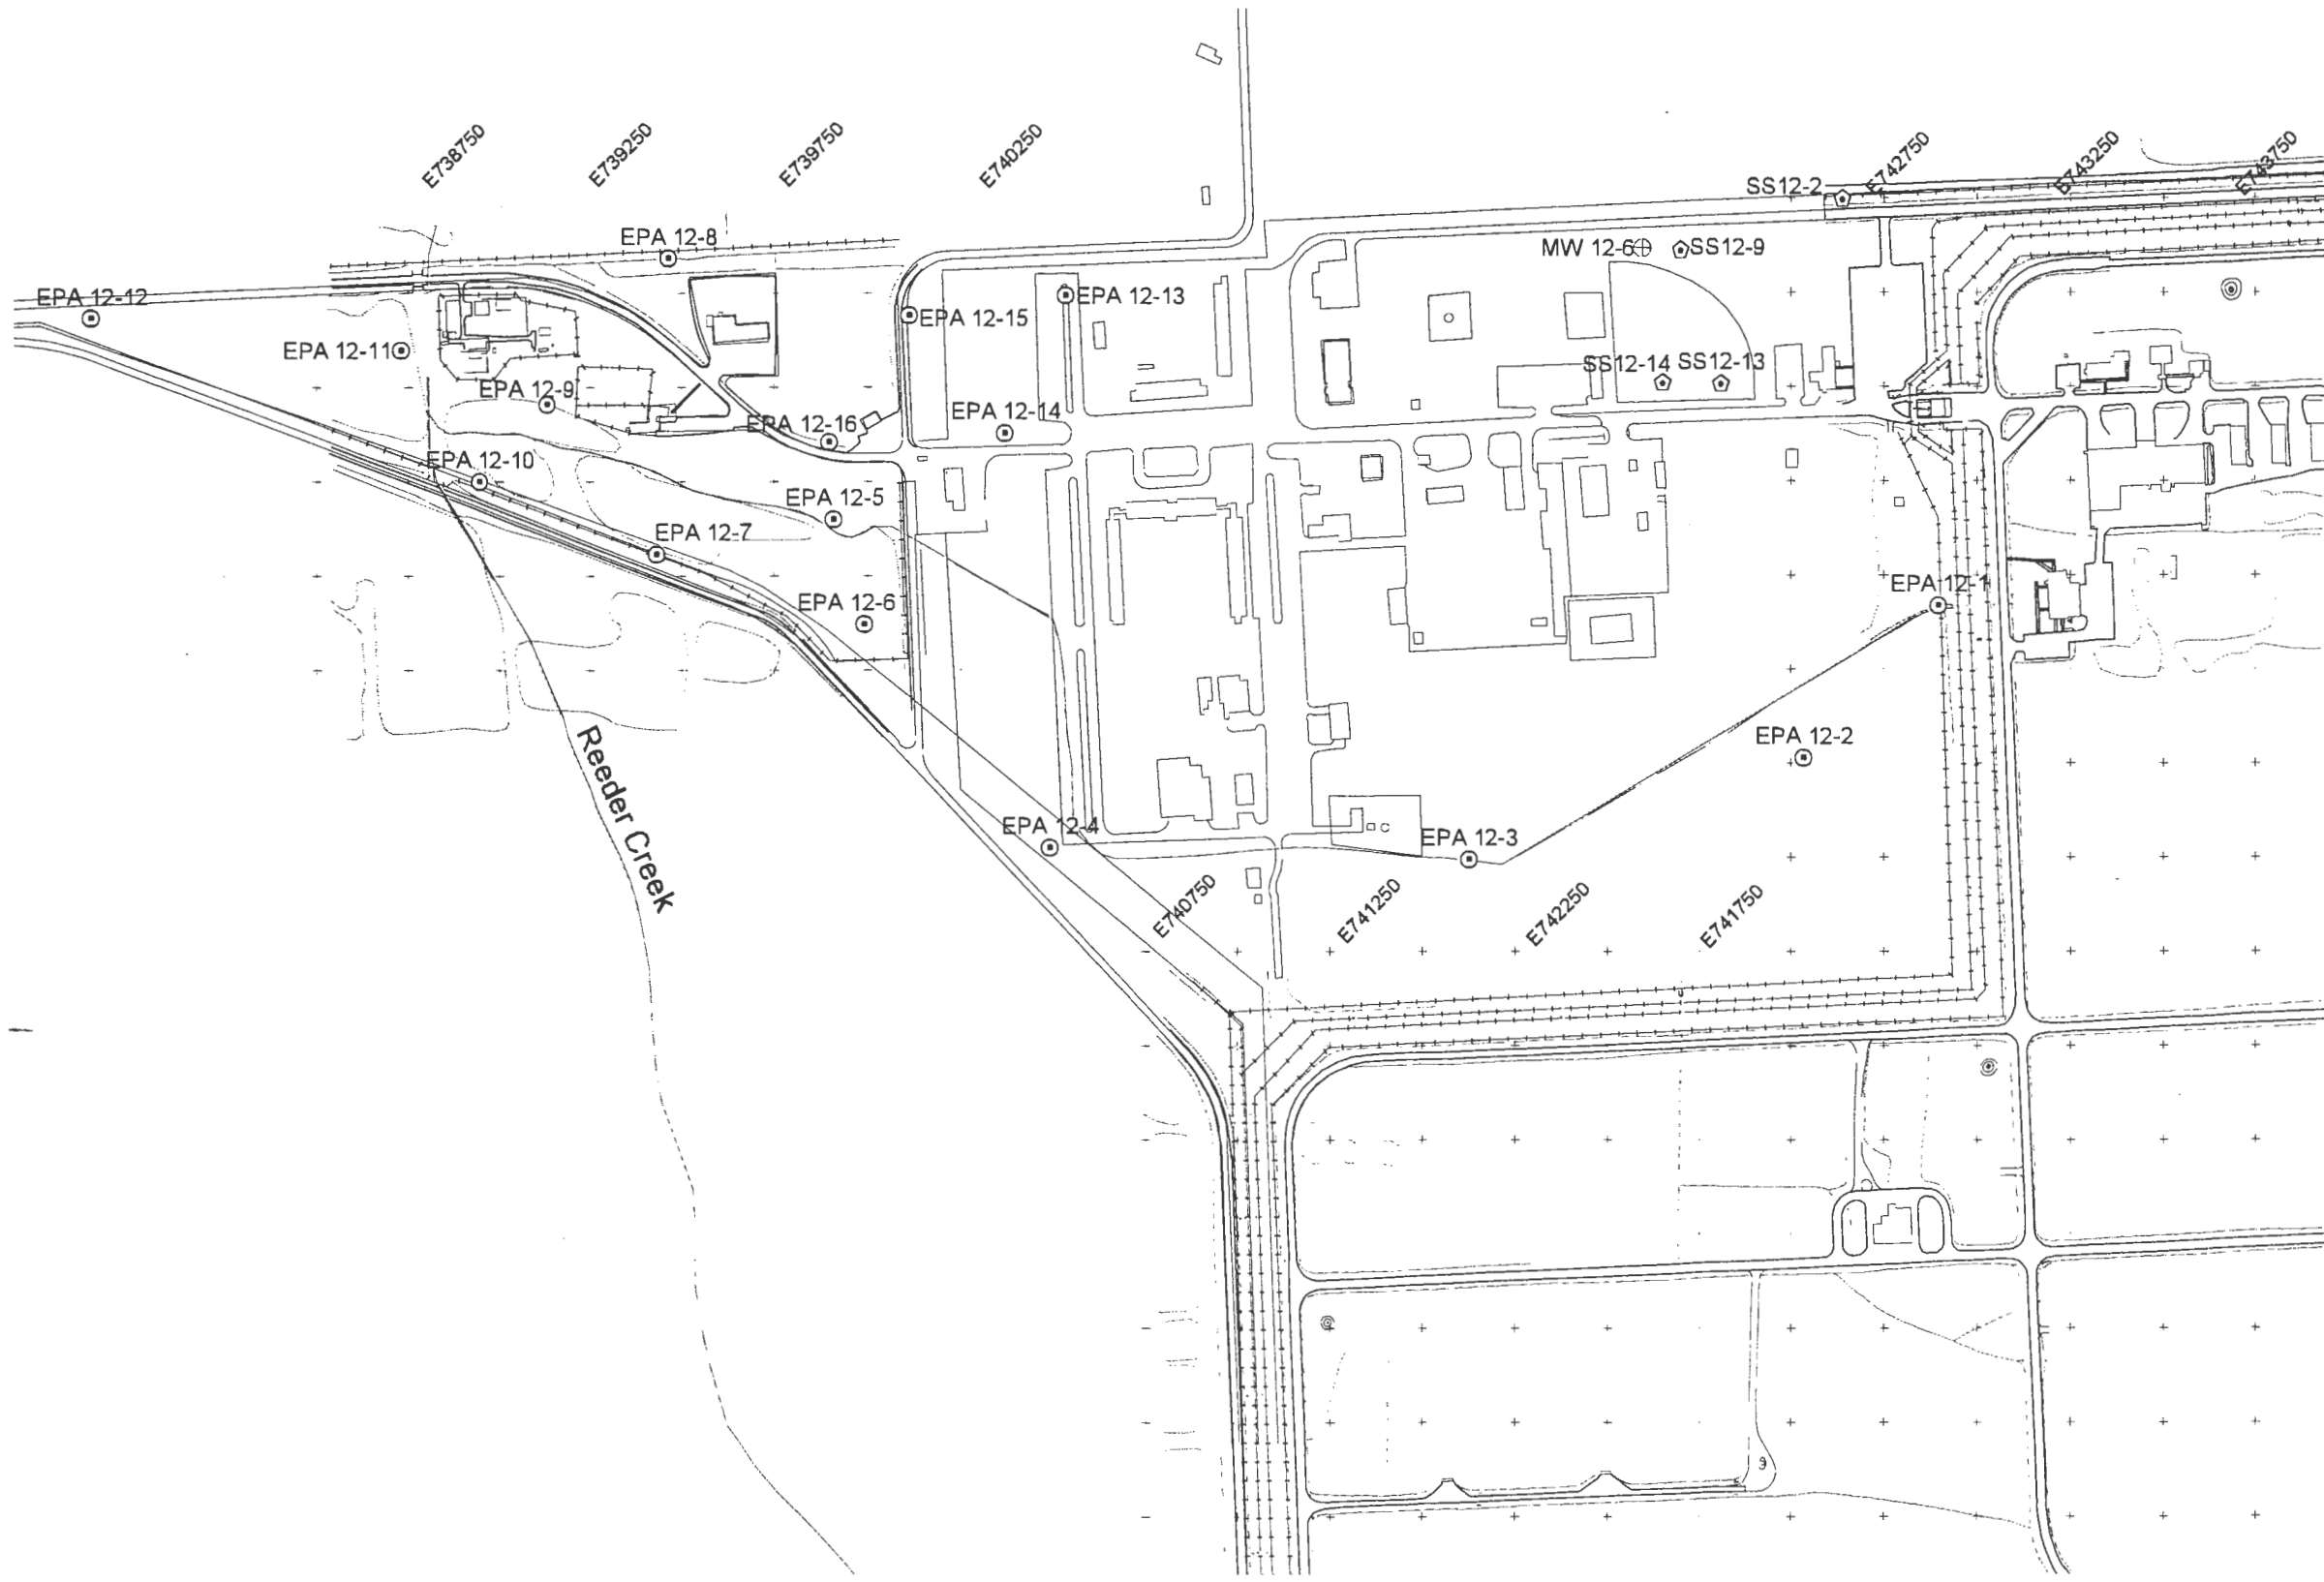 E738750
E739250
E739750
E740250
E742750
E743250
E743750
SS12-2
EPA 12-8
MW 12-6
SS12-9
EPA 12-12
EPA 12-13
EPA 12-15
EPA 12-11
SS12-14
SS12-13
EPA 12-9
EPA 12-14
EPA 12-16
EPA 12-10
EPA 12-5
EPA 12-7
EPA 12-1
EPA 12-6
EPA 12-2
Reeder Creek
EPA 12-4
EPA 12-3
E740750
E741250
E742250
E741750